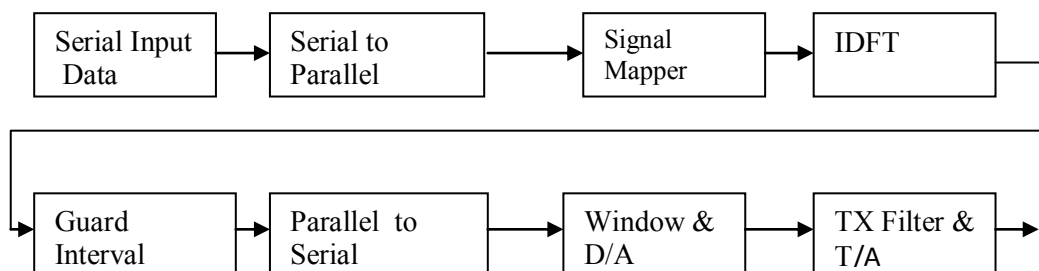 Serial Input
Data
Serial to
Parallel
Signal
Mapper
IDFT
Guard
Interval
Parallel to
Serial
Window &
D/A
TX Filter &
T/A